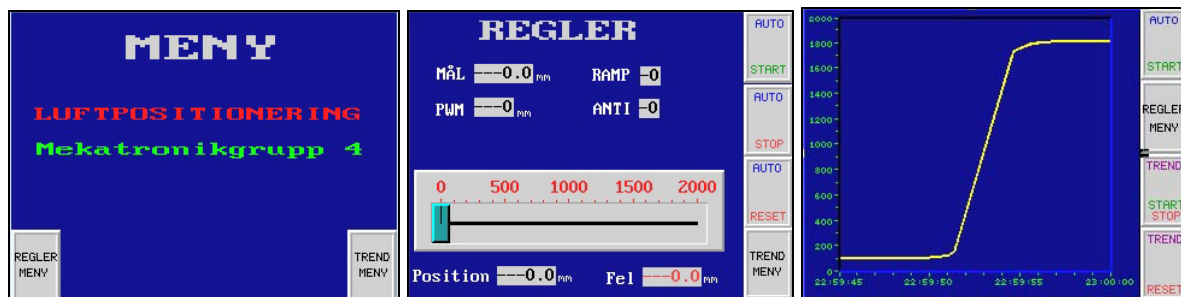 MENY
LUFTPOSITIONERING
Mekatronikgrupp 4
REGLER
MENY
TREND
MENY
REGLER
MÅL ---0.0 mm RAMP -0
PWM ---0 mm ANTI -0
0 500 1000 1500 2000
Position ---0.0 mm Fel ---0.0 mm
AUTO
START
AUTO
STOP
AUTO
RESET
TREND
MENY
2000
1800
1600
1400
1200
1000
800
600
400
200
0
22:59:45 22:59:50 22:59:55 23:00:00
AUTO
START
REGLER
MENY
TREND
START
STOP
TREND
RESET